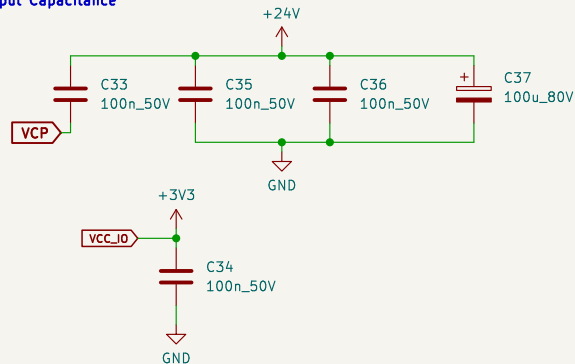 put Capacitance
+24V
C33
100n_50V
C35
100n_50V
C36
100n_50V
+
C37
100u_80V
VCP
GND
+3V3
VCC_IO
C34
100n_50V
GND